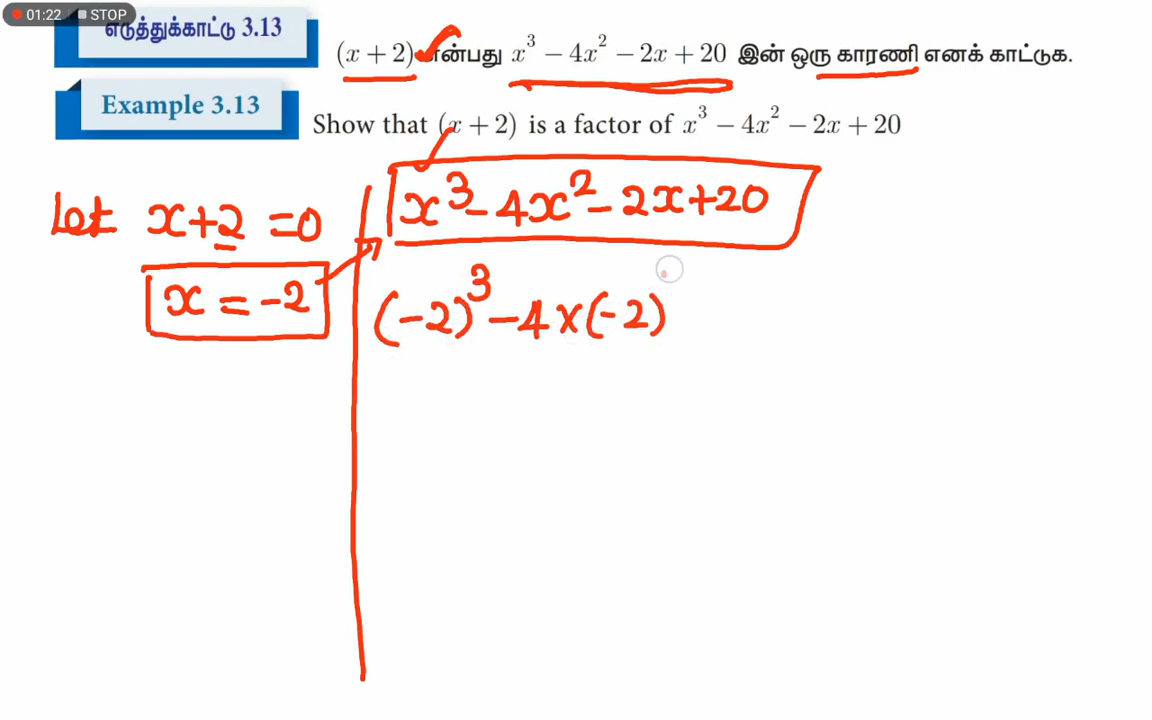 01:22 STOP
எடுத்துக்காட்டு 3.13
(x + 2) என்பது x³ − 4x² − 2x + 20 இன் ஒரு காரணி எனக் காட்டுக.
Example 3.13
Show that (x + 2) is a factor of x³ − 4x² − 2x + 20
Let x+2 =0
x = -2
x³-4x²-2x+20
(-2)³-4×(-2)